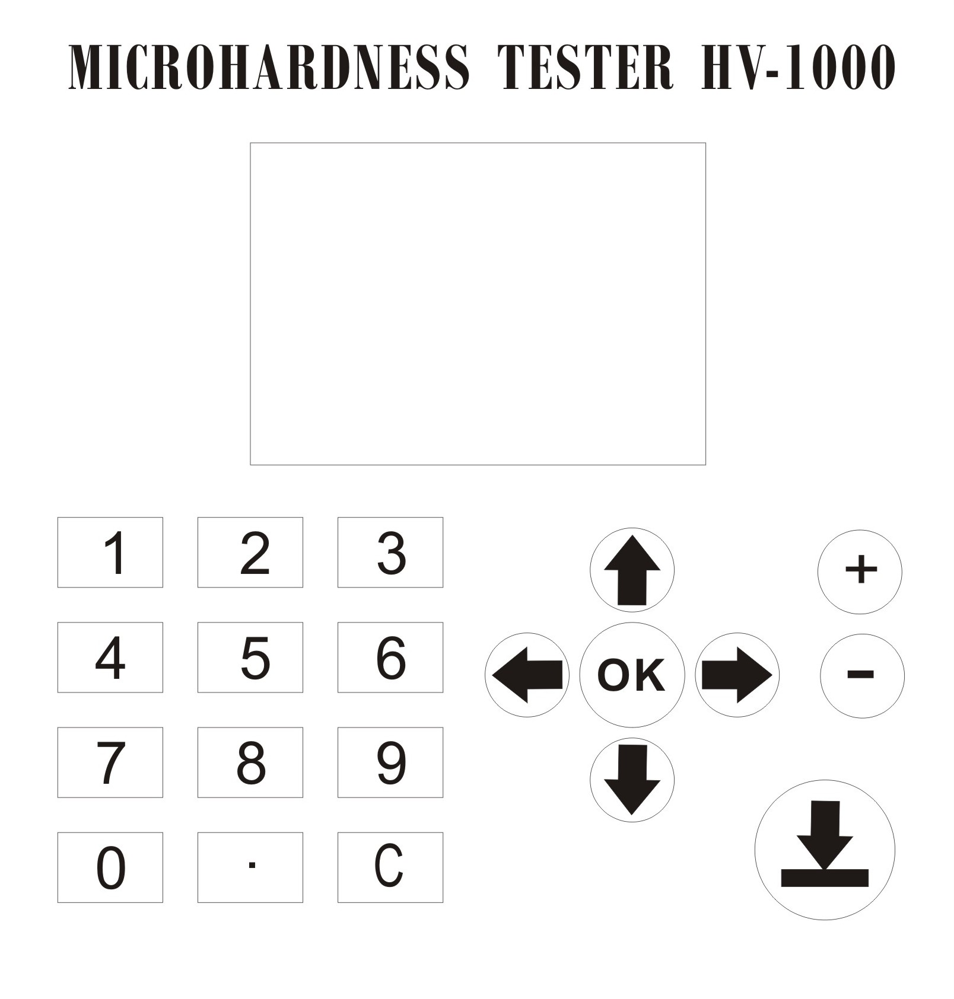 MICROHARDNESS TESTER HV-1000
1 2 3
+
4 5 6
OK
-
7 8 9
0 . C